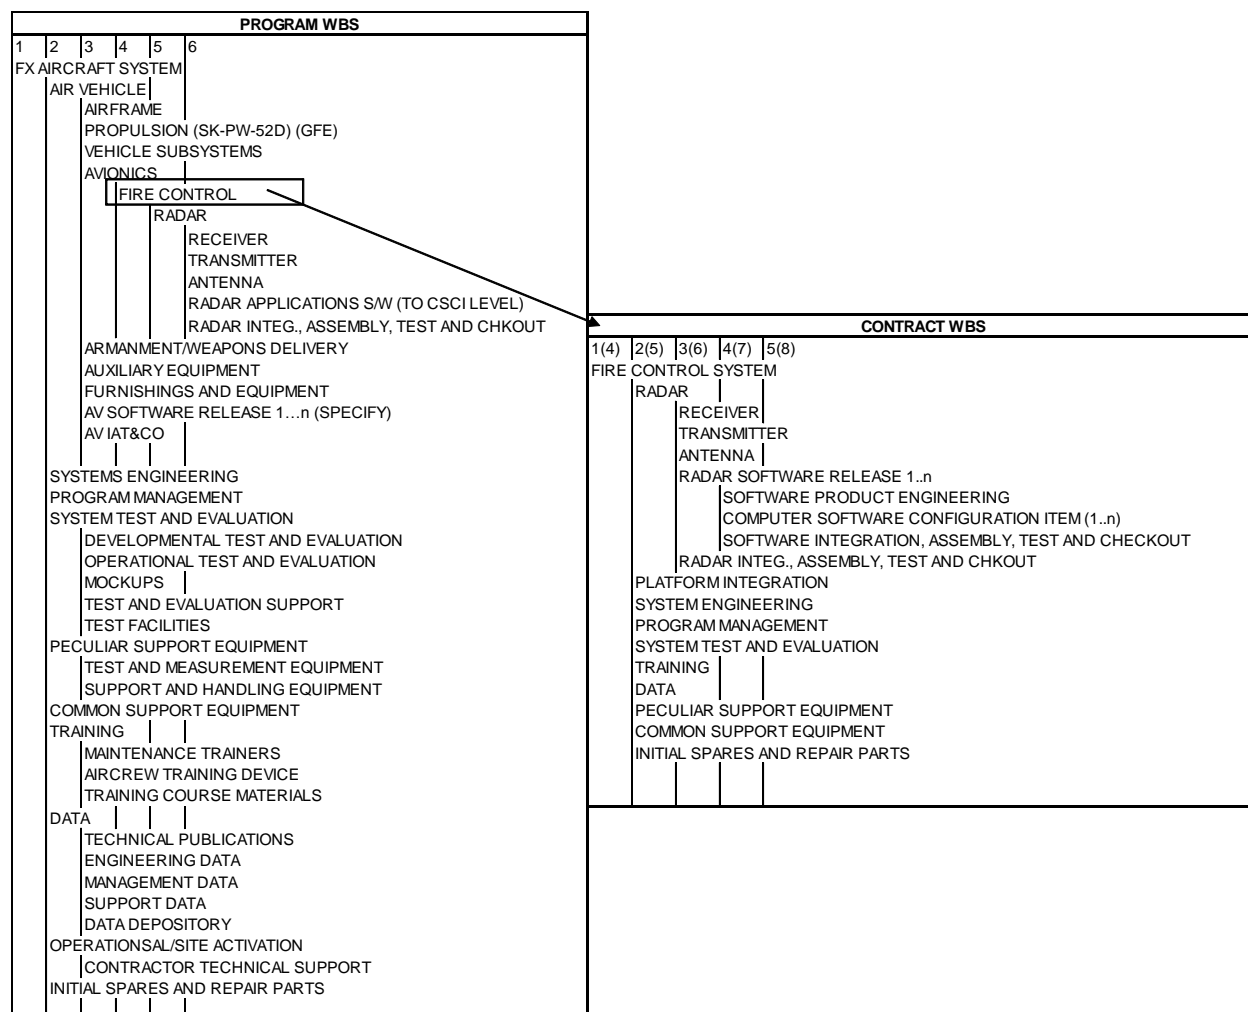 PROGRAM WBS
1 2 3 4 5 6
FX AIRCRAFT SYSTEM
AIR VEHICLE
AIRFRAME
PROPULSION (SK-PW-52D) (GFE)
VEHICLE SUBSYSTEMS
AVIONICS
FIRE CONTROL
RADAR
RECEIVER
TRANSMITTER
ANTENNA
RADAR APPLICATIONS S/W (TO CSCI LEVEL)
RADAR INTEG., ASSEMBLY, TEST AND CHKOUT
ARMANMENT/WEAPONS DELIVERY
AUXILIARY EQUIPMENT
FURNISHINGS AND EQUIPMENT
AV SOFTWARE RELEASE 1…n (SPECIFY)
AV IAT&CO
SYSTEMS ENGINEERING
PROGRAM MANAGEMENT
SYSTEM TEST AND EVALUATION
DEVELOPMENTAL TEST AND EVALUATION
OPERATIONAL TEST AND EVALUATION
MOCKUPS
TEST AND EVALUATION SUPPORT
TEST FACILITIES
PECULIAR SUPPORT EQUIPMENT
TEST AND MEASUREMENT EQUIPMENT
SUPPORT AND HANDLING EQUIPMENT
COMMON SUPPORT EQUIPMENT
TRAINING
MAINTENANCE TRAINERS
AIRCREW TRAINING DEVICE
TRAINING COURSE MATERIALS
DATA
TECHNICAL PUBLICATIONS
ENGINEERING DATA
MANAGEMENT DATA
SUPPORT DATA
DATA DEPOSITORY
OPERATIONSAL/SITE ACTIVATION
CONTRACTOR TECHNICAL SUPPORT
INITIAL SPARES AND REPAIR PARTS
CONTRACT WBS
1(4) 2(5) 3(6) 4(7) 5(8)
FIRE CONTROL SYSTEM
RADAR
RECEIVER
TRANSMITTER
ANTENNA
RADAR SOFTWARE RELEASE 1..n
SOFTWARE PRODUCT ENGINEERING
COMPUTER SOFTWARE CONFIGURATION ITEM (1..n)
SOFTWARE INTEGRATION, ASSEMBLY, TEST AND CHECKOUT
RADAR INTEG., ASSEMBLY, TEST AND CHKOUT
PLATFORM INTEGRATION
SYSTEM ENGINEERING
PROGRAM MANAGEMENT
SYSTEM TEST AND EVALUATION
TRAINING
DATA
PECULIAR SUPPORT EQUIPMENT
COMMON SUPPORT EQUIPMENT
INITIAL SPARES AND REPAIR PARTS